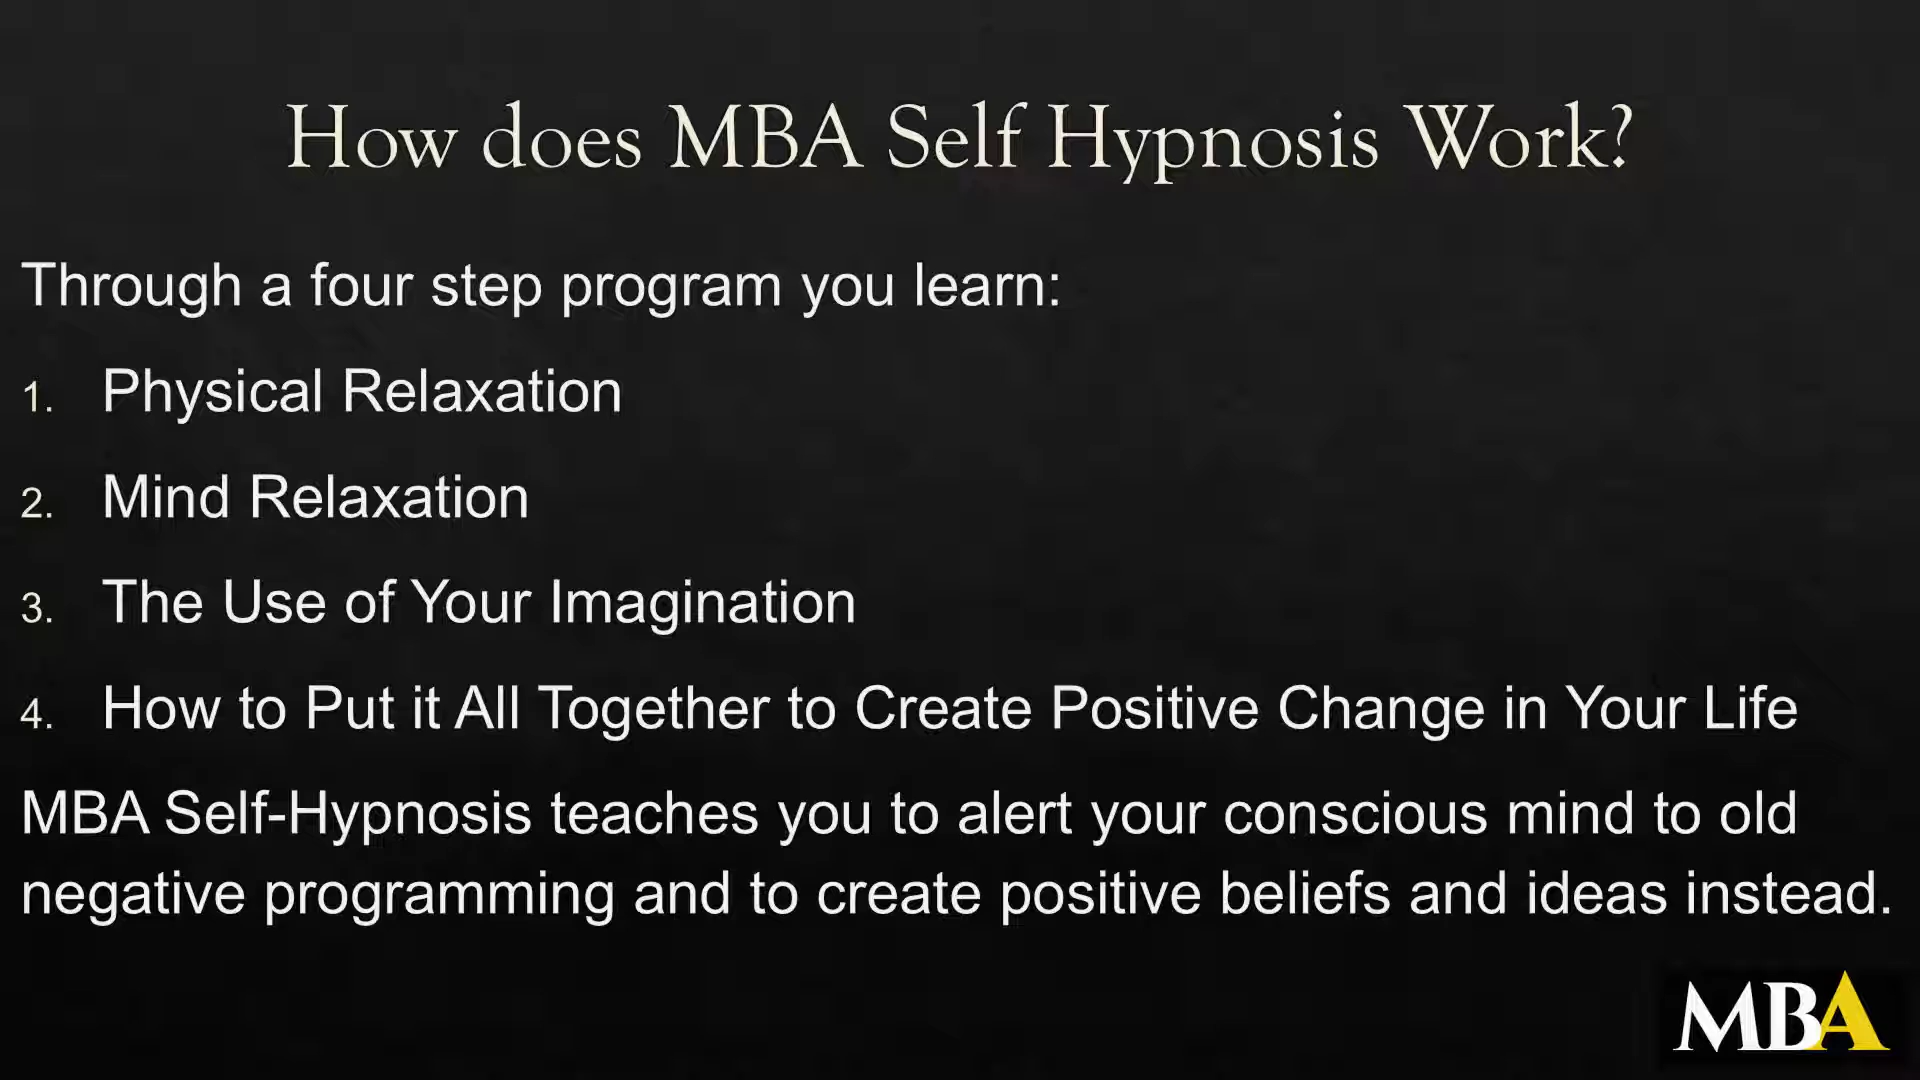 How does MBA Self Hypnosis Work?
Through a four step program you learn:
1. Physical Relaxation
2. Mind Relaxation
3. The Use of Your Imagination
4. How to Put it All Together to Create Positive Change in Your Life
MBA Self-Hypnosis teaches you to alert your conscious mind to old
negative programming and to create positive beliefs and ideas instead.
MBA